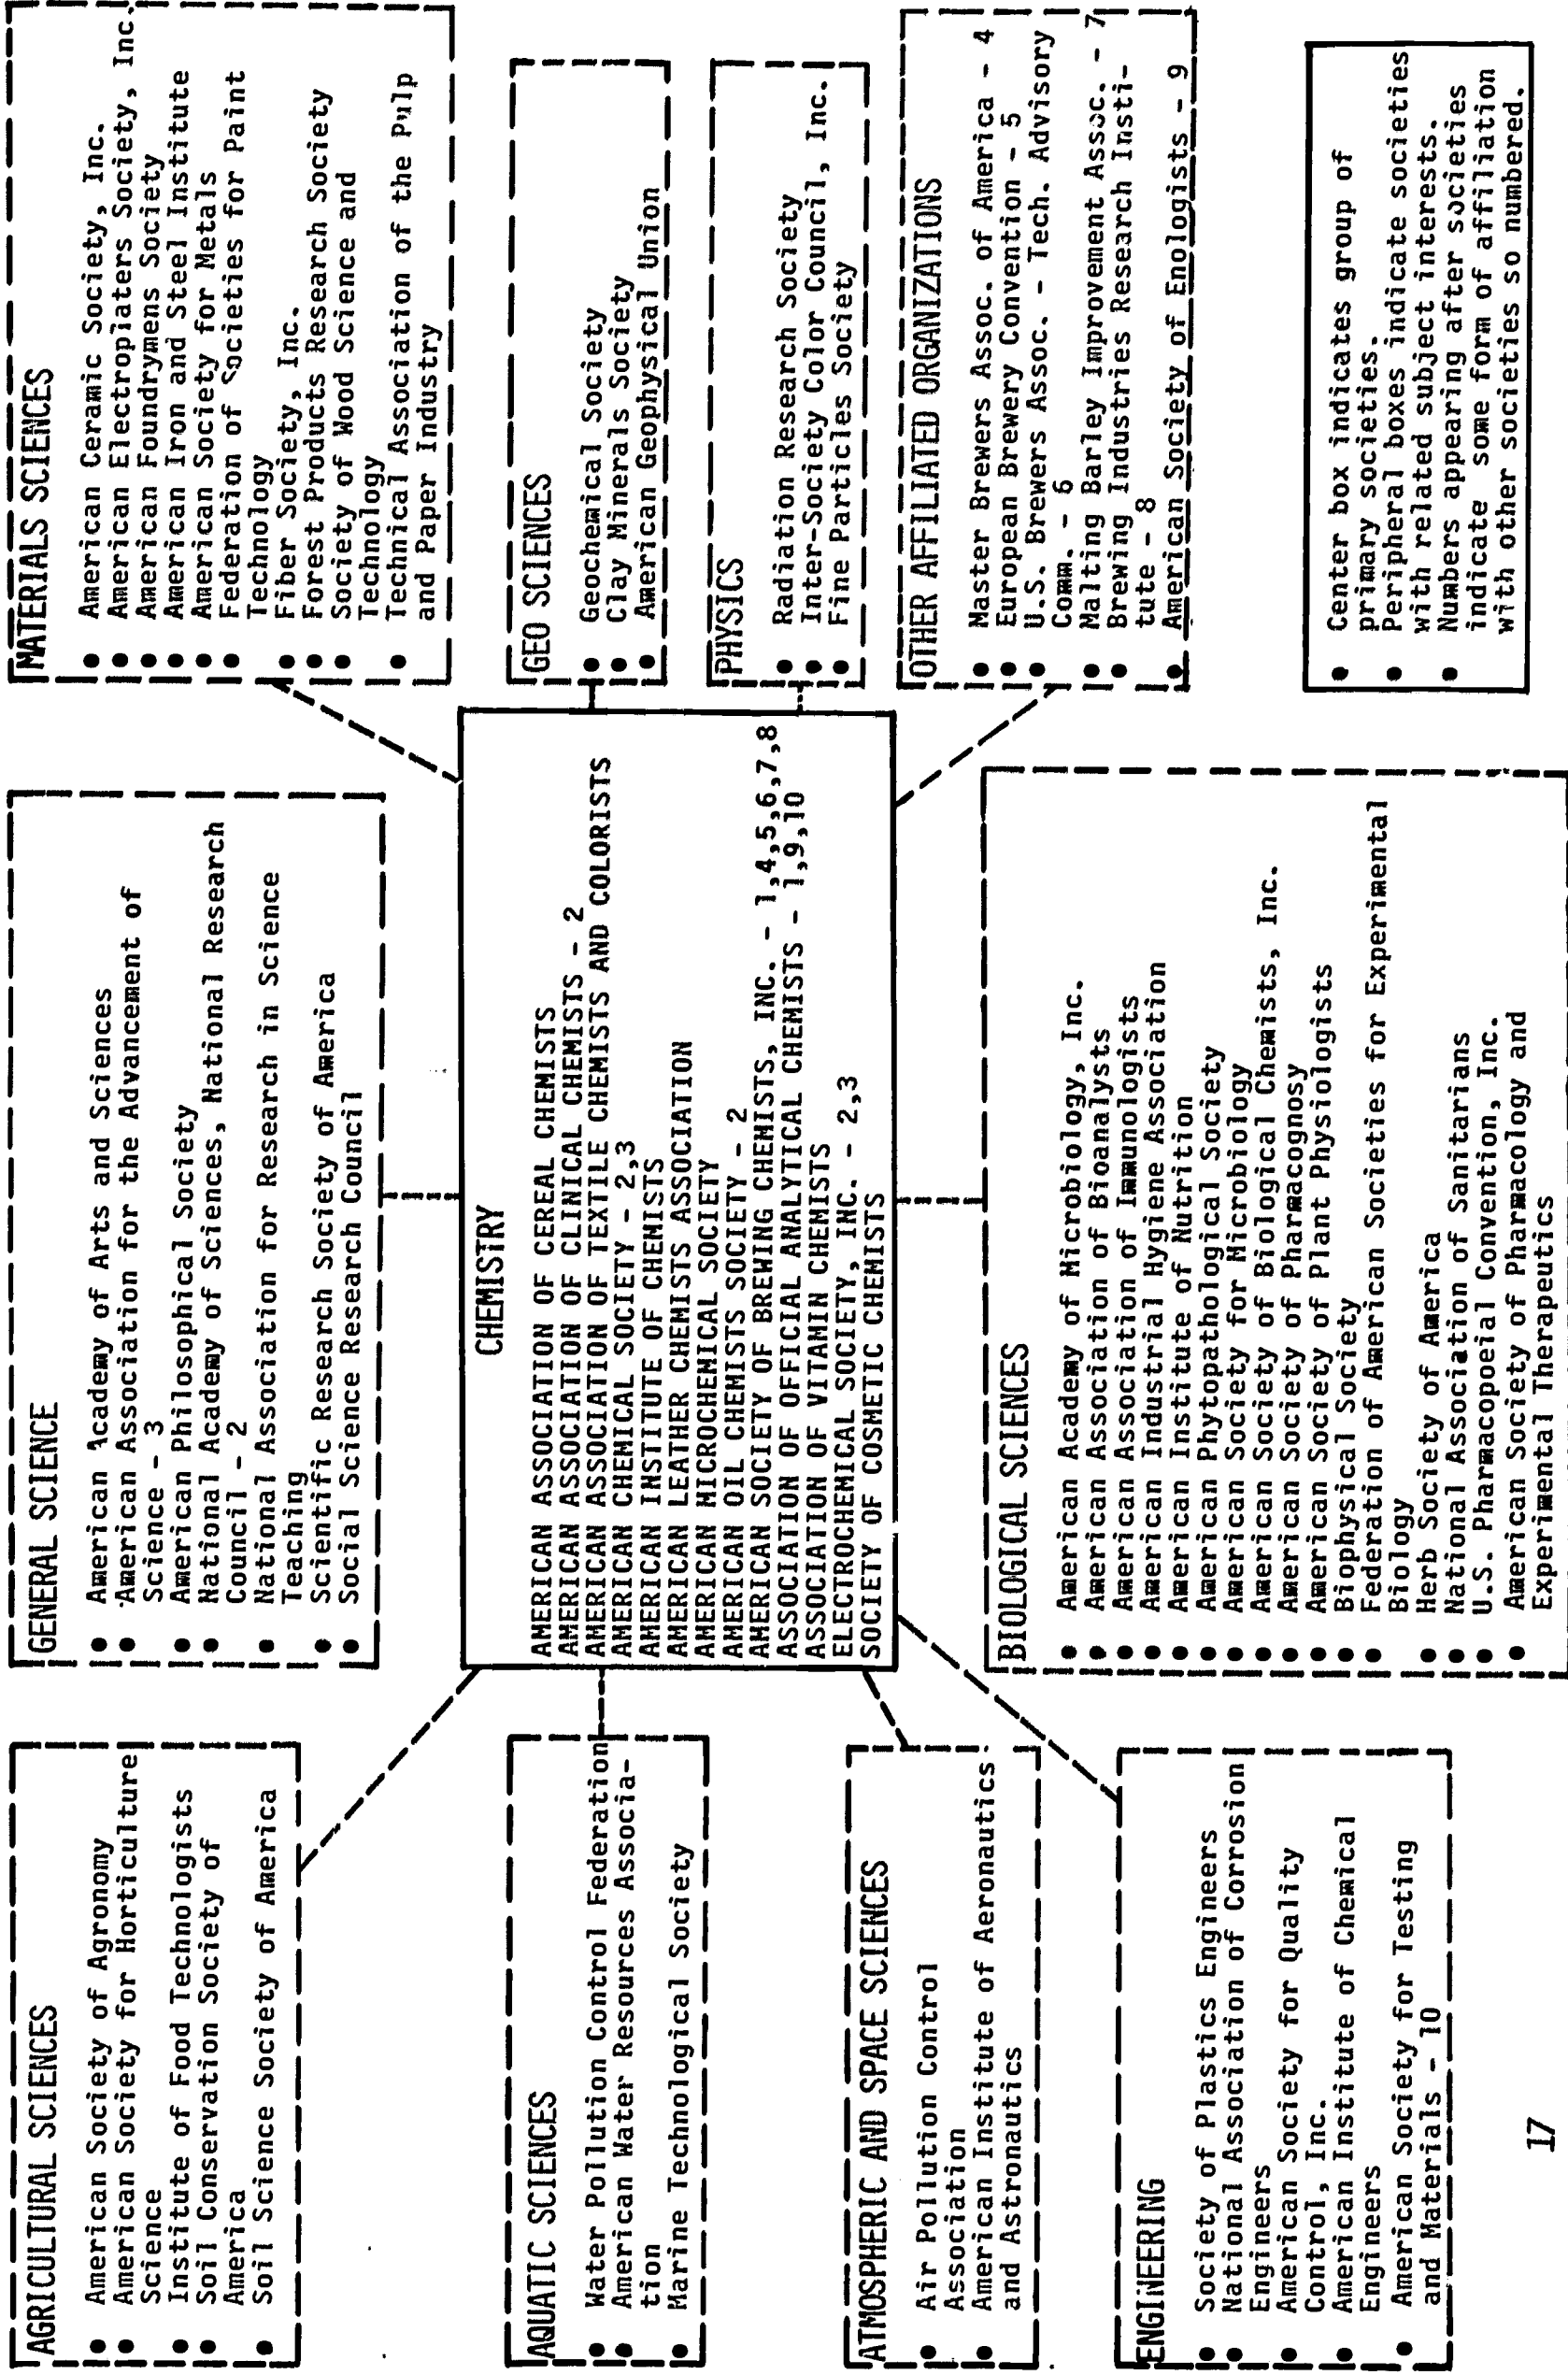 AGRICULTURAL SCIENCES
● American Society of Agronomy
● American Society for Horticulture
Science
● Institute of Food Technologists
● Soil Conservation Society of
America
● Soil Science Society of America
AQUATIC SCIENCES
● Water Pollution Control Federation
● American Water Resources Associa-
tion
● Marine Technological Society
ATMOSPHERIC AND SPACE SCIENCES
● Air Pollution Control
Association
● American Institute of Aeronautics
and Astronautics
ENGINEERING
● Society of Plastics Engineers
● National Association of Corrosion
Engineers
● American Society for Quality
Control, Inc.
● American Institute of Chemical
Engineers
● American Society for Testing
and Materials - 10
GENERAL SCIENCE
● American Academy of Arts and Sciences
● American Association for the Advancement of
Science - 3
● American Philosophical Society
● National Academy of Sciences, National Research
Council - 2
● National Association for Research in Science
Teaching
● Scientific Research Society of America
● Social Science Research Council
CHEMISTRY
AMERICAN ASSOCIATION OF CEREAL CHEMISTS
AMERICAN ASSOCIATION OF CLINICAL CHEMISTS - 2
AMERICAN ASSOCIATION OF TEXTILE CHEMISTS AND COLORISTS
AMERICAN CHEMICAL SOCIETY - 2,3
AMERICAN INSTITUTE OF CHEMISTS
AMERICAN LEATHER CHEMISTS ASSOCIATION
AMERICAN MICROCHEMICAL SOCIETY
AMERICAN OIL CHEMISTS SOCIETY - 2
AMERICAN SOCIETY OF BREWING CHEMISTS, INC. - 1,4,5,6,7,8
ASSOCIATION OF OFFICIAL ANALYTICAL CHEMISTS - 1,9,10
ASSOCIATION OF VITAMIN CHEMISTS
ELECTROCHEMICAL SOCIETY, INC. - 2,3
SOCIETY OF COSMETIC CHEMISTS
BIOLOGICAL SCIENCES
● American Academy of Microbiology, Inc.
● American Association of Bioanalysts
● American Association of Immunologists
● American Industrial Hygiene Association
● American Institute of Nutrition
● American Phytopathological Society
● American Society for Microbiology
● American Society of Biological Chemists, Inc.
● American Society of Pharmacognosy
● American Society of Plant Physiologists
● Biophysical Society
● Federation of American Societies for Experimental
Biology
● Herb Society of America
● National Association of Sanitarians
● U.S. Pharmacopoeial Convention, Inc.
● American Society of Pharmacology and
Experimental Therapeutics
MATERIALS SCIENCES
● American Ceramic Society, Inc.
● American Electroplaters Society, Inc.
● American Foundrymens Society
● American Iron and Steel Institute
● American Society for Metals
● Federation of Societies for Paint
Technology
● Fiber Society, Inc.
● Forest Products Research Society
● Society of Wood Science and
Technology
● Technical Association of the Pulp
and Paper Industry
GEO SCIENCES
● Geochemical Society
● Clay Minerals Society
● American Geophysical Union
PHYSICS
● Radiation Research Society
● Inter-Society Color Council, Inc.
● Fine Particles Society
OTHER AFFILIATED ORGANIZATIONS
● Master Brewers Assoc. of America - 4
● European Brewery Convention - 5
● U.S. Brewers Assoc. - Tech. Advisory
Comm. - 6
● Malting Barley Improvement Assoc. - 7
● Brewing Industries Research Insti-
tute - 8
● American Society of Enologists - 9
● Center box indicates group of
primary societies.
● Peripheral boxes indicate societies
with related subject interests.
● Numbers appearing after societies
indicate some form of affiliation
with other societies so numbered.
17